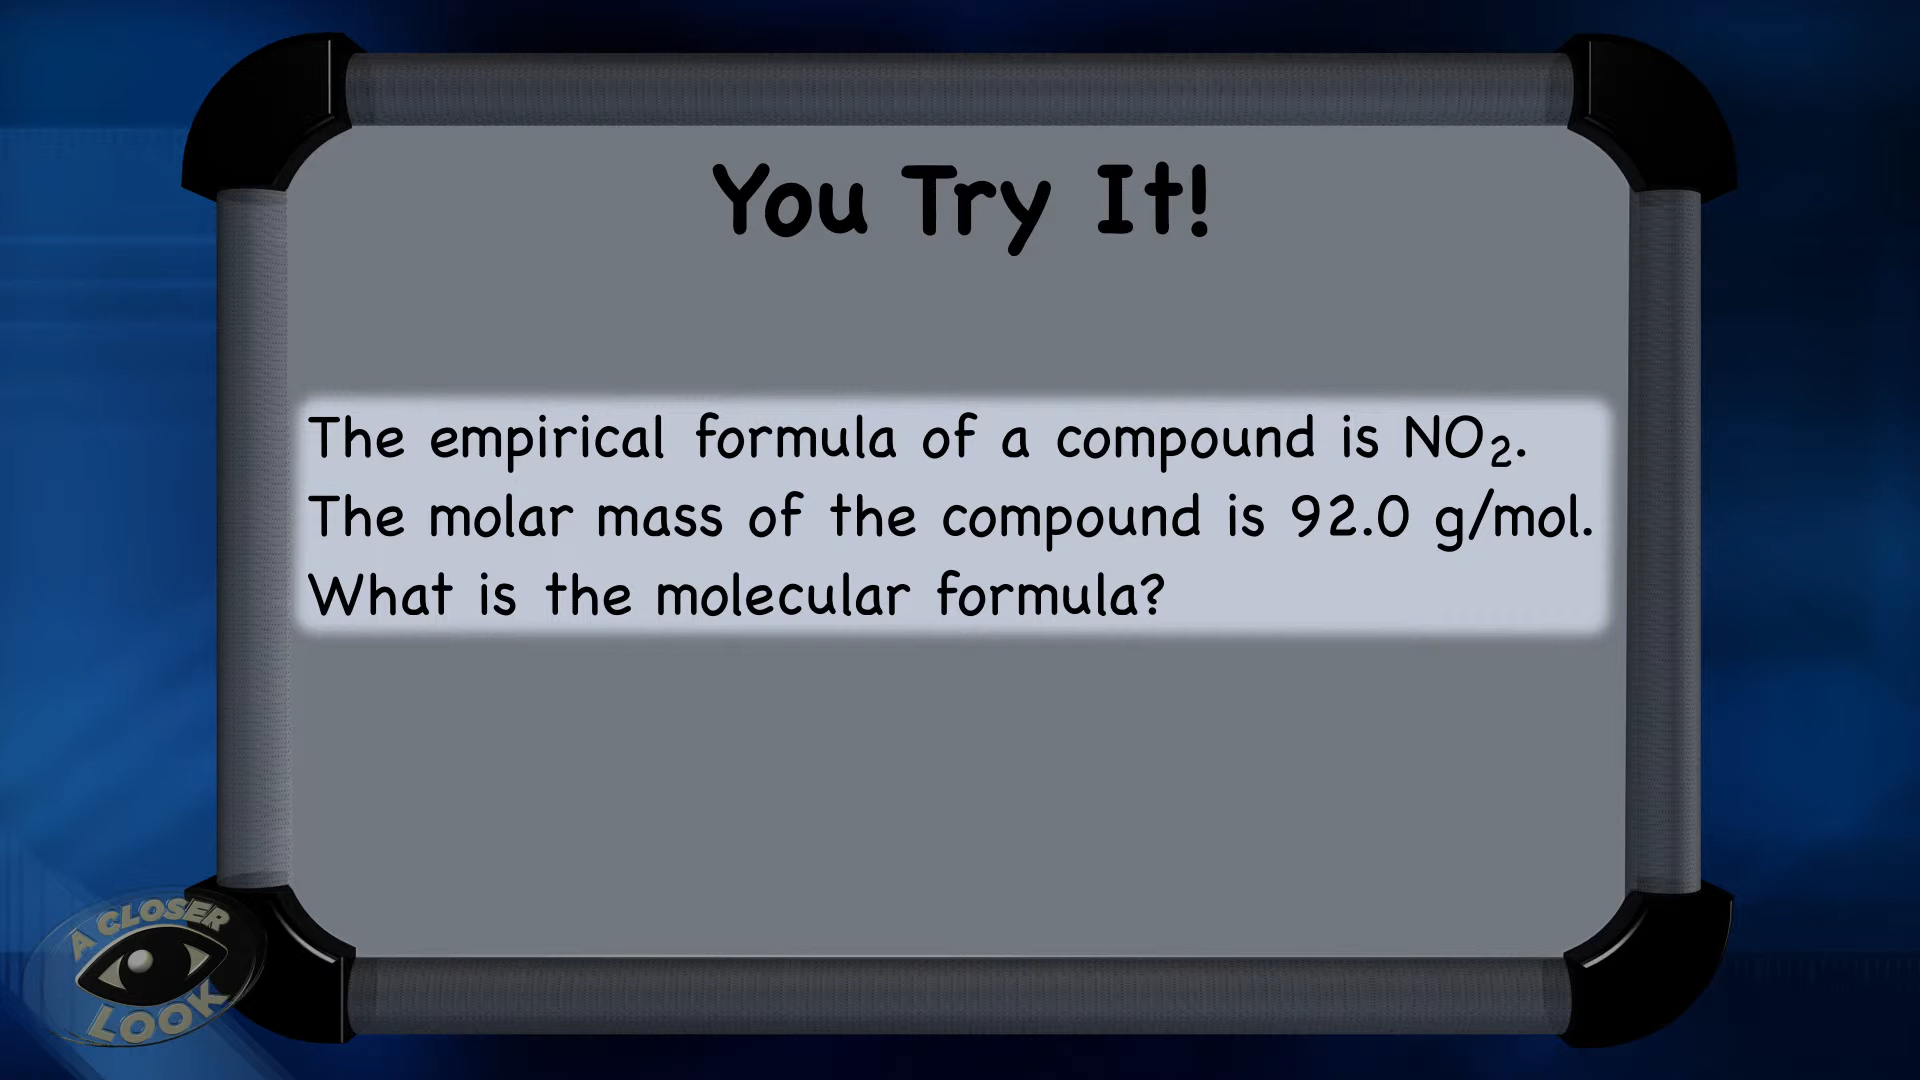 You Try It!
The empirical formula of a compound is NO₂.
The molar mass of the compound is 92.0 g/mol.
What is the molecular formula?
A CLOSER
LOOK